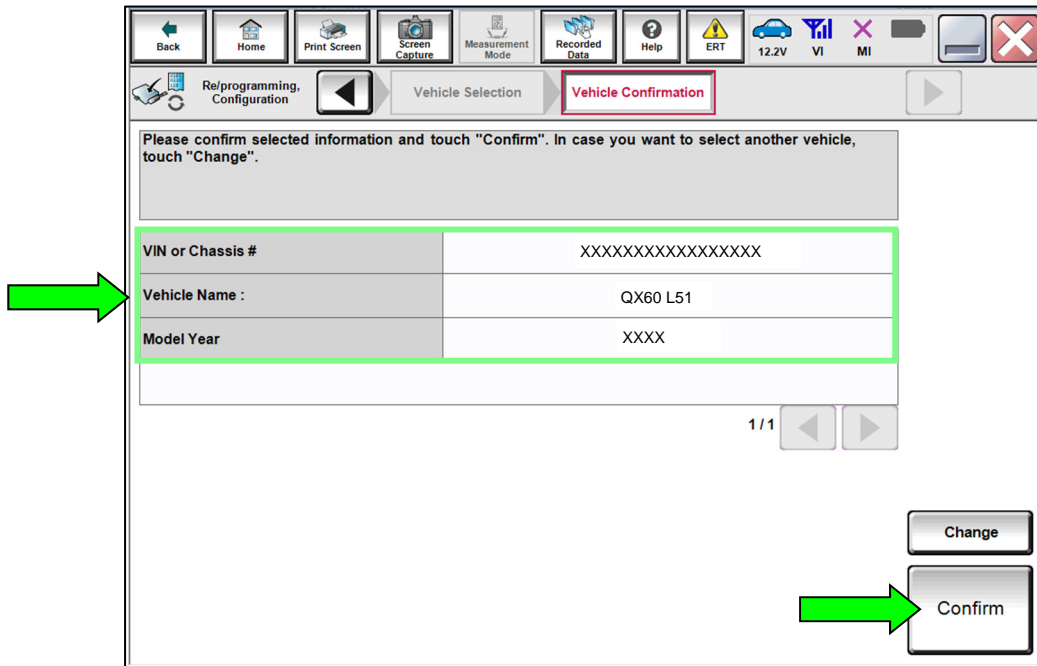 Back
Home
Print Screen
Screen
Capture
Measurement
Mode
Recorded
Data
Help
ERT
12.2V
VI
MI
Re/programming,
Configuration
Vehicle Selection
Vehicle Confirmation
Please confirm selected information and touch "Confirm". In case you want to select another vehicle,
touch "Change".
VIN or Chassis #
XXXXXXXXXXXXXXXXX
Vehicle Name :
QX60 L51
Model Year
XXXX
1/1
Change
Confirm